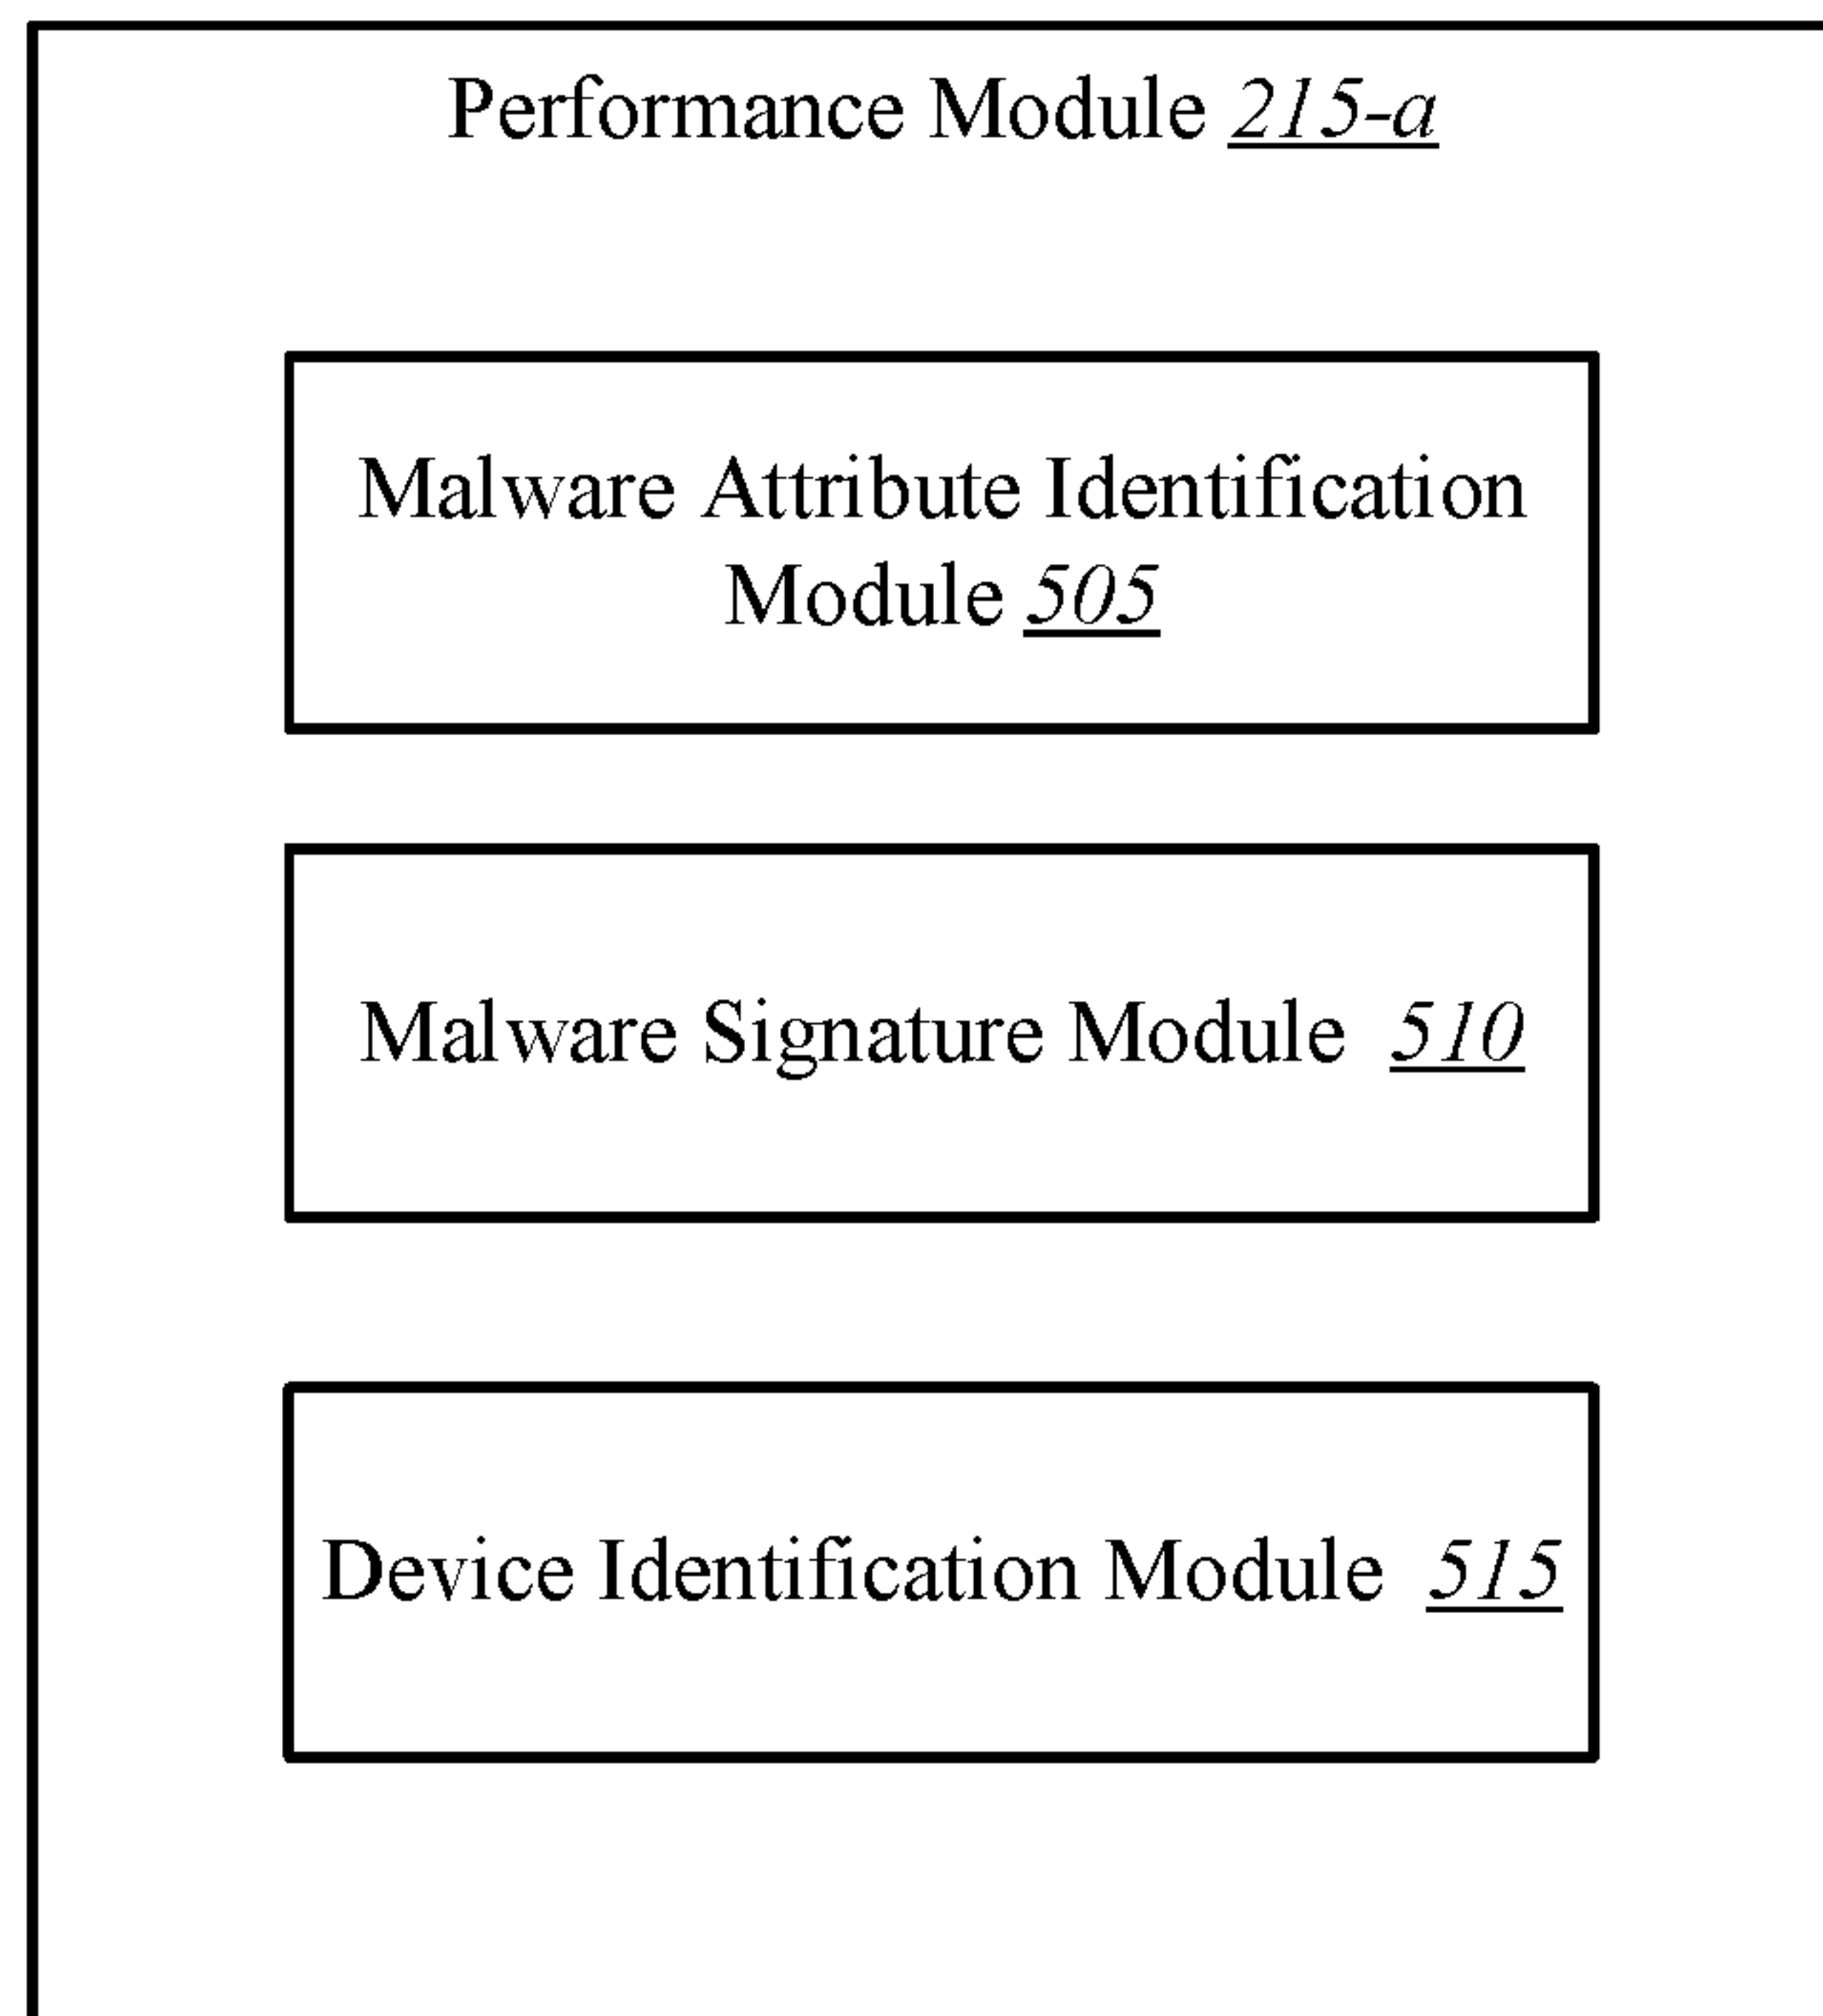 Performance Module 215-a
Malware Attribute Identification
Module 505
Malware Signature Module 510
Device Identification Module 515